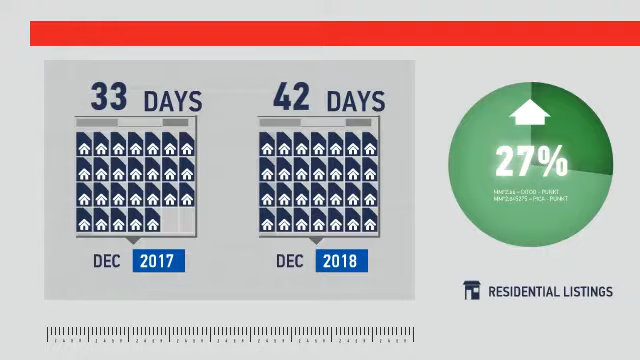 33 DAYS
42 DAYS
27%
DEC 2017
DEC 2018
RESIDENTIAL LISTINGS